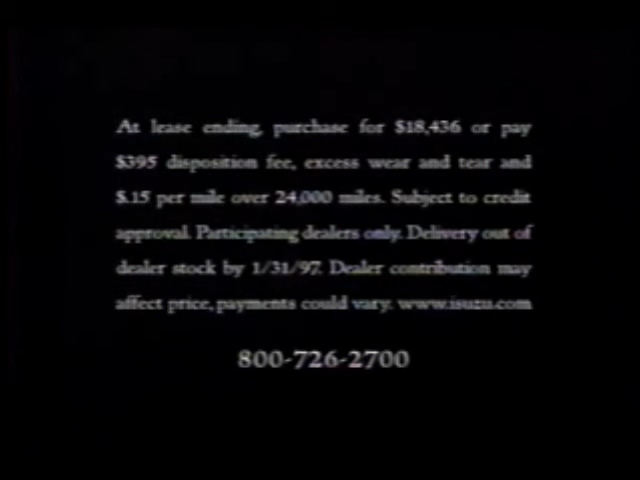 At lease ending, purchase for $18,436 or pay
$395 disposition fee, excess wear and tear and
$.15 per mile over 24,000 miles. Subject to credit
approval. Participating dealers only. Delivery out of
dealer stock by 1/31/97. Dealer contribution may
affect price, payments could vary. www.isuzu.com
800-726-2700